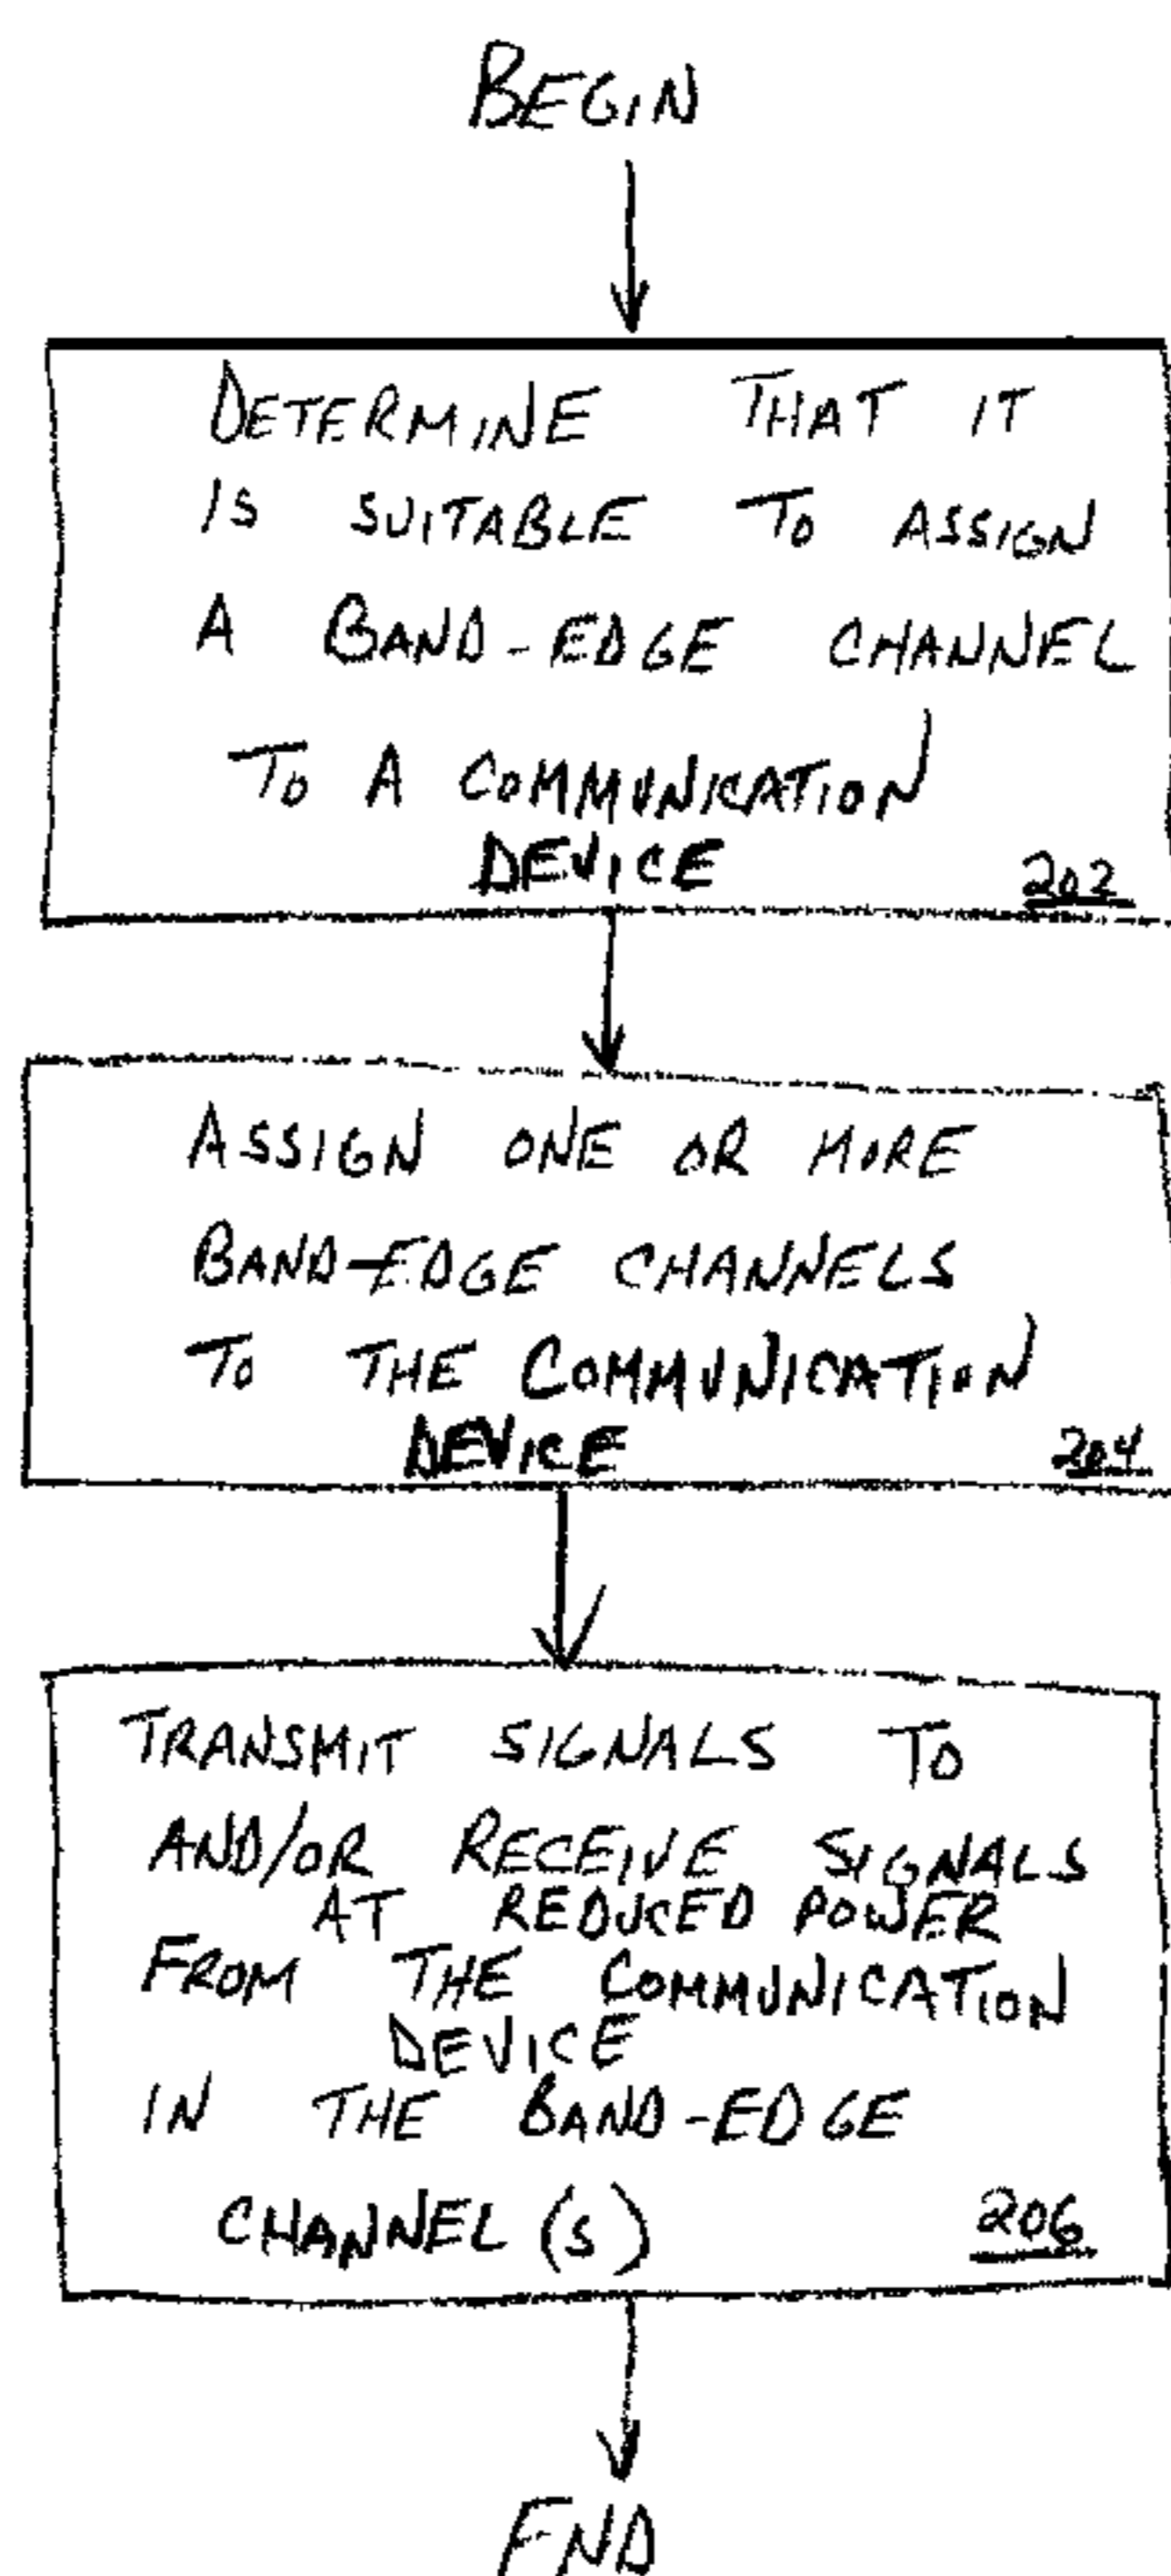 BEGIN
DETERMINE THAT IT
IS SUITABLE TO ASSIGN
A BAND-EDGE CHANNEL
TO A COMMUNICATION
DEVICE 202
ASSIGN ONE OR MORE
BAND-EDGE CHANNELS
TO THE COMMUNICATION
DEVICE 204
TRANSMIT SIGNALS TO
AND/OR RECEIVE SIGNALS
AT REDUCED POWER
FROM THE COMMUNICATION
DEVICE
IN THE BAND-EDGE
CHANNEL(S) 206
END